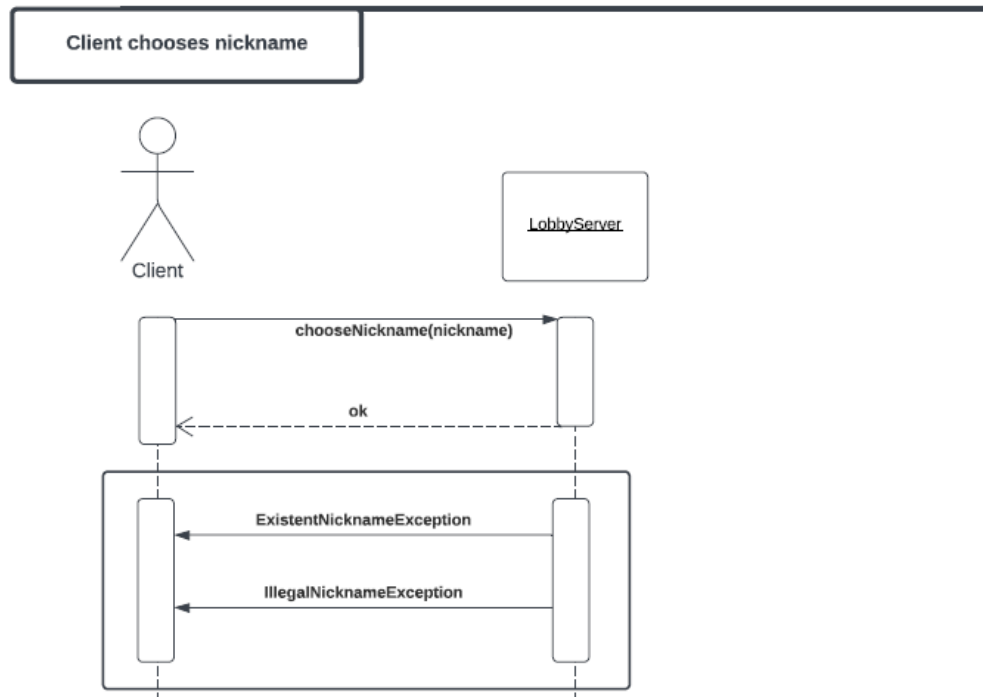 Client chooses nickname
Client
LobbyServer
chooseNickname(nickname)
ok
ExistentNicknameException
IllegalNicknameException